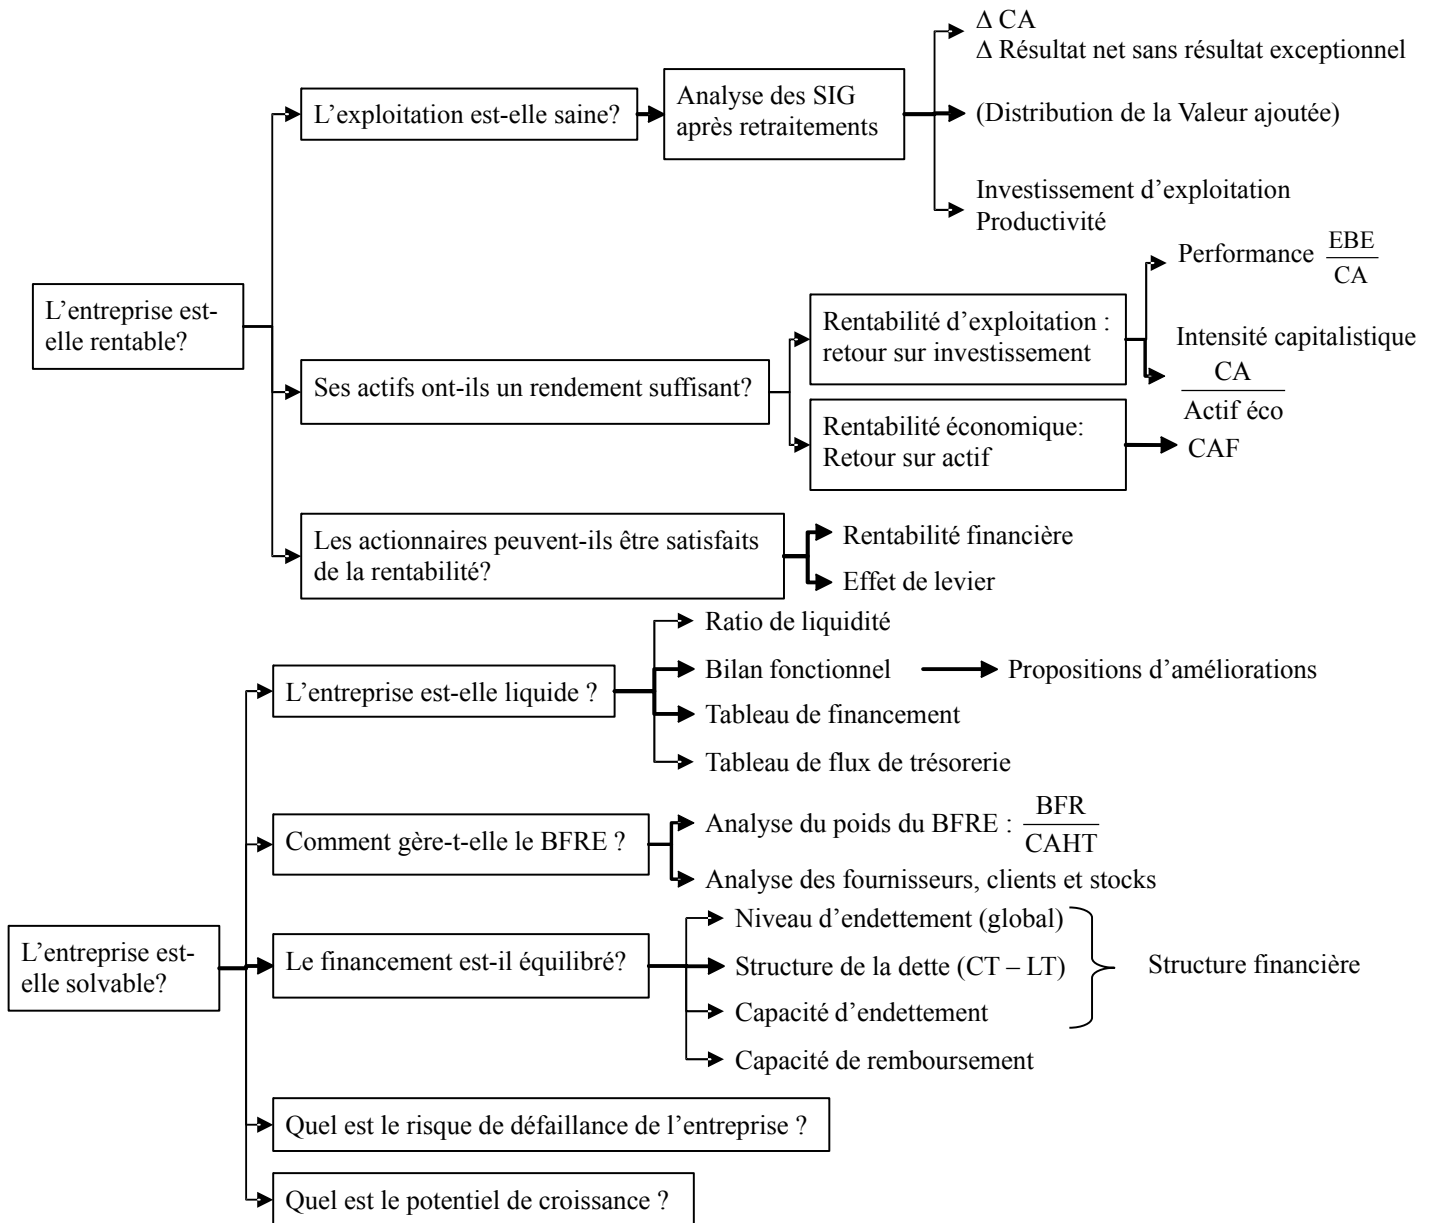 L’entreprise est-
elle rentable?
L’exploitation est-elle saine?
Analyse des SIG
après retraitements
Δ CA
Δ Résultat net sans résultat exceptionnel
(Distribution de la Valeur ajoutée)
Investissement d’exploitation
Productivité
Ses actifs ont-ils un rendement suffisant?
Rentabilité d’exploitation :
retour sur investissement
Performance EBE
CA
Intensité capitalistique
CA
Actif éco
Rentabilité économique:
Retour sur actif
CAF
Les actionnaires peuvent-ils être satisfaits
de la rentabilité?
Rentabilité financière
Effet de levier
L’entreprise est-
elle solvable?
L’entreprise est-elle liquide ?
Ratio de liquidité
Bilan fonctionnel
Propositions d’améliorations
Tableau de financement
Tableau de flux de trésorerie
Comment gère-t-elle le BFRE ?
Analyse du poids du BFRE : BFR
CAHT
Analyse des fournisseurs, clients et stocks
Le financement est-il équilibré?
Niveau d’endettement (global)
Structure de la dette (CT – LT)
Capacité d’endettement
Structure financière
Capacité de remboursement
Quel est le risque de défaillance de l’entreprise ?
Quel est le potentiel de croissance ?